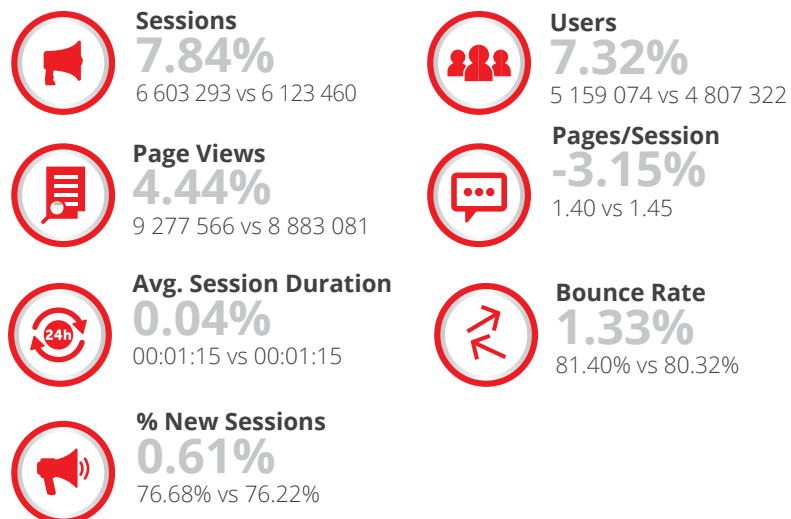 Sessions
7.84%
6 603 293 vs 6 123 460
Users
7.32%
5 159 074 vs 4 807 322
Page Views
4.44%
9 277 566 vs 8 883 081
Pages/Session
-3.15%
1.40 vs 1.45
24h
Avg. Session Duration
0.04%
00:01:15 vs 00:01:15
Bounce Rate
1.33%
81.40% vs 80.32%
% New Sessions
0.61%
76.68% vs 76.22%